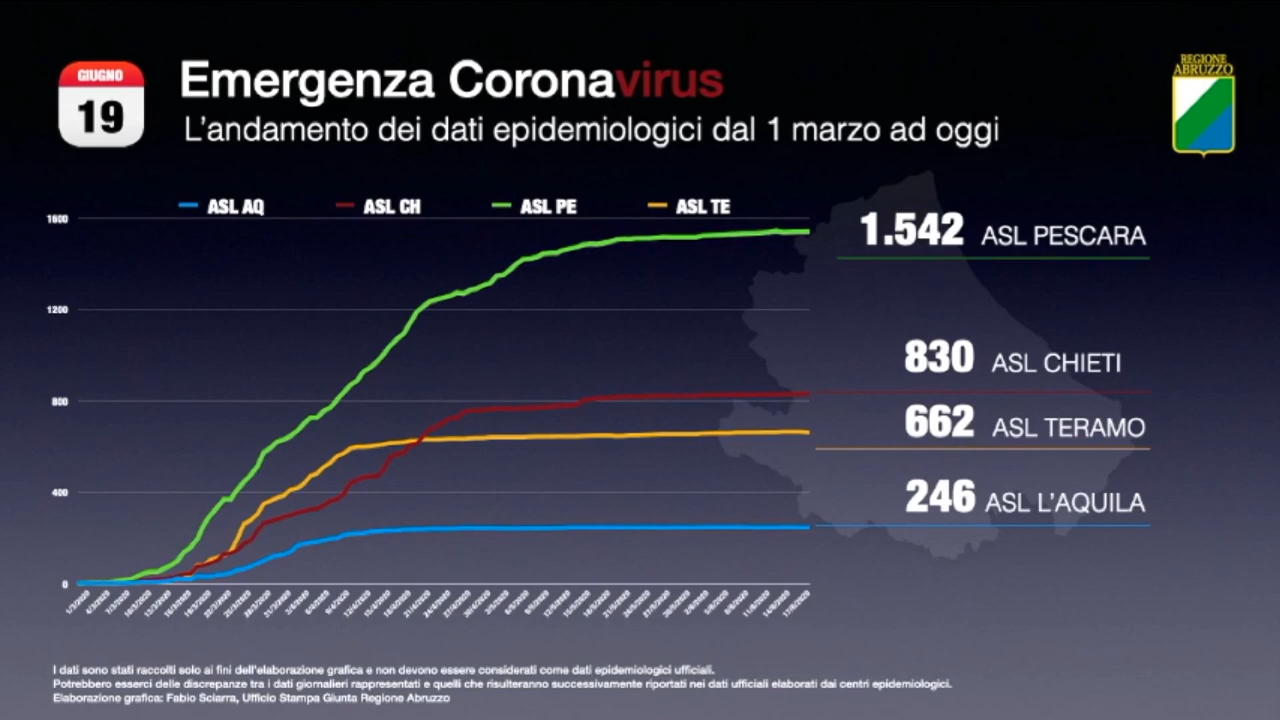 GIUGNO
19
Emergenza Coronavirus
L'andamento dei dati epidemiologici dal 1 marzo ad oggi
REGIONE
ABRUZZO
ASL AQ ASL CH ASL PE ASL TE
1600
1200
800
400
0
1.542 ASL PESCARA
830 ASL CHIETI
662 ASL TERAMO
246 ASL L'AQUILA
I dati sono stati raccolti solo ai fini dell'elaborazione grafica e non devono essere considerati come dati epidemiologici ufficiali.
Potrebbero esserci delle discrepanze tra i dati giornalieri rappresentati e quelli che risulteranno successivamente riportati nei dati ufficiali elaborati dai centri epidemiologici.
Elaborazione grafica: Fabio Sciarra, Ufficio Stampa Giunta Regione Abruzzo